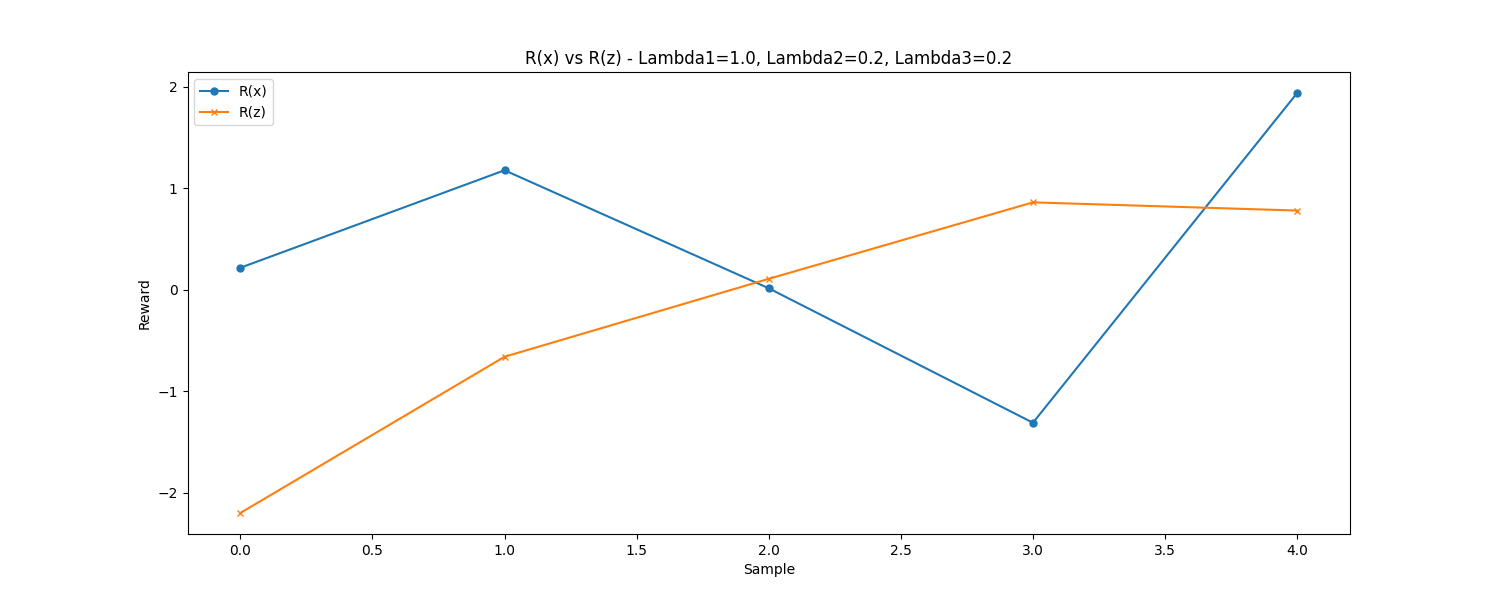 R(x) vs R(z) - Lambda1=1.0, Lambda2=0.2, Lambda3=0.2
R(x)
R(z)
2
1
0
−1
−2
Reward
0.0 0.5 1.0 1.5 2.0 2.5 3.0 3.5 4.0
Sample